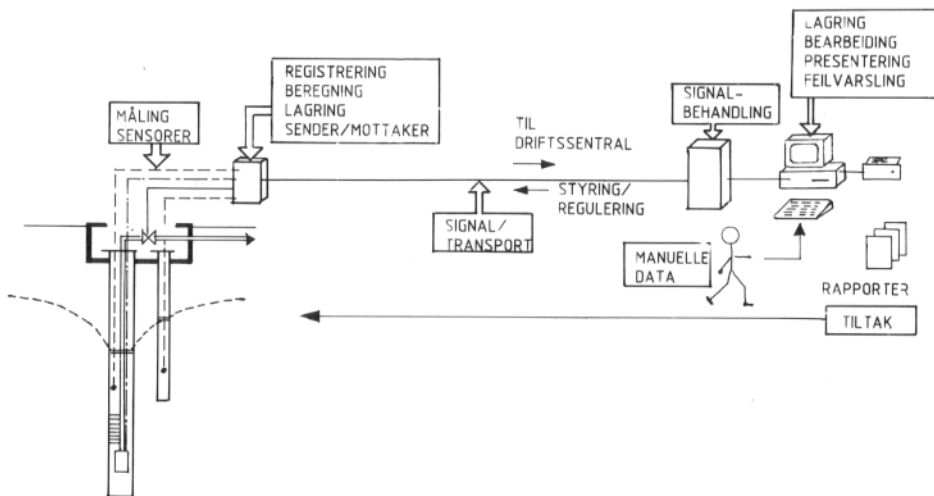 MÅLING
SENSORER
REGISTRERING
BEREGNING
LAGRING
SENDER/MOTTAKER
TIL
DRIFTSSENTRAL
STYRING/
REGULERING
SIGNAL/
TRANSPORT
SIGNAL-
BEHANDLING
LAGRING
BEARBEIDING
PRESENTERING
FEILVARSLING
MANUELLE
DATA
RAPPORTER
TILTAK